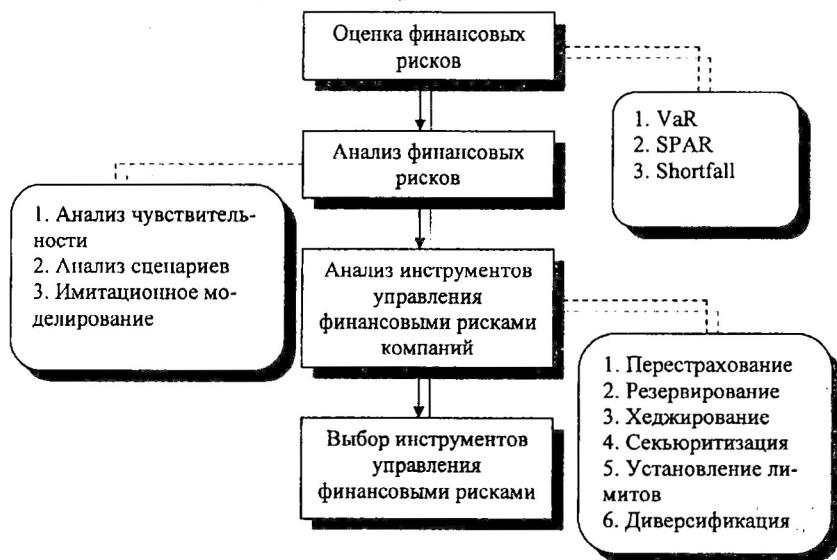 Оценка финансовых
рисков
1. VaR
2. SPAR
3. Shortfall
Анализ финансовых
рисков
1. Анализ чувствитель-
ности
2. Анализ сценариев
3. Имитационное мо-
делирование
Анализ инструментов
управления
финансовыми рисками
компаний
1. Перестрахование
2. Резервирование
3. Хеджирование
4. Секьюритизация
5. Установление ли-
митов
6. Диверсификация
Выбор инструментов
управления
финансовыми рисками